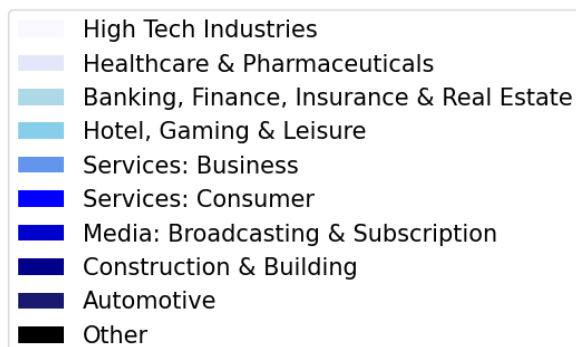 High Tech Industries
Healthcare & Pharmaceuticals
Banking, Finance, Insurance & Real Estate
Hotel, Gaming & Leisure
Services: Business
Services: Consumer
Media: Broadcasting & Subscription
Construction & Building
Automotive
Other